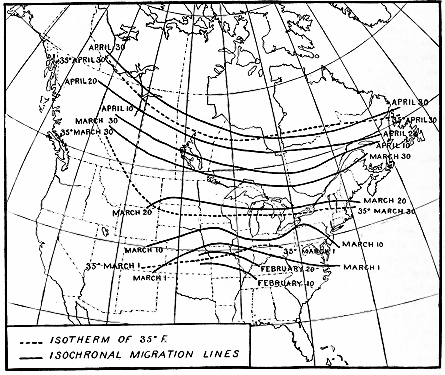 APRIL 30
35° APRIL 30
APRIL 20
APRIL 10
MARCH 30
35° MARCH 30
APRIL 30
35° APRIL 30
APRIL 20
APRIL 10
MARCH 30
MARCH 20
MARCH 20
35° MARCH 30
MARCH 10
MARCH 10
35° MARCH 1
35° MARCH 1
MARCH 1
FEBRUARY 20
MARCH 1
FEBRUARY 10
ISOTHERM OF 35° F.
ISOCHRONAL MIGRATION LINES